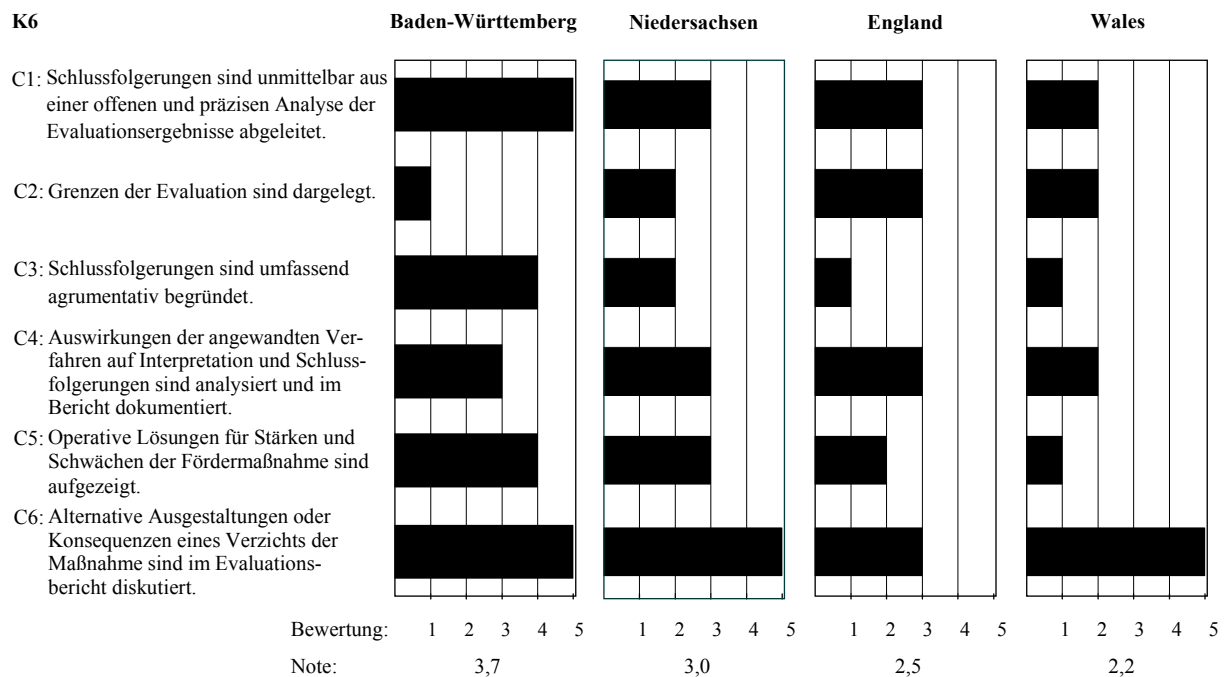 K6 Baden-Württemberg Niedersachsen England Wales
C1: Schlussfolgerungen sind unmittelbar aus
einer offenen und präzisen Analyse der
Evaluationsergebnisse abgeleitet.
C2: Grenzen der Evaluation sind dargelegt.
C3: Schlussfolgerungen sind umfassend
agrumentativ begründet.
C4: Auswirkungen der angewandten Ver-
fahren auf Interpretation und Schluss-
folgerungen sind analysiert und im
Bericht dokumentiert.
C5: Operative Lösungen für Stärken und
Schwächen der Fördermaßnahme sind
aufgezeigt.
C6: Alternative Ausgestaltungen oder
Konsequenzen eines Verzichts der
Maßnahme sind im Evaluations-
bericht diskutiert.
Bewertung: 1 2 3 4 5 1 2 3 4 5 1 2 3 4 5 1 2 3 4 5
Note: 3,7 3,0 2,5 2,2